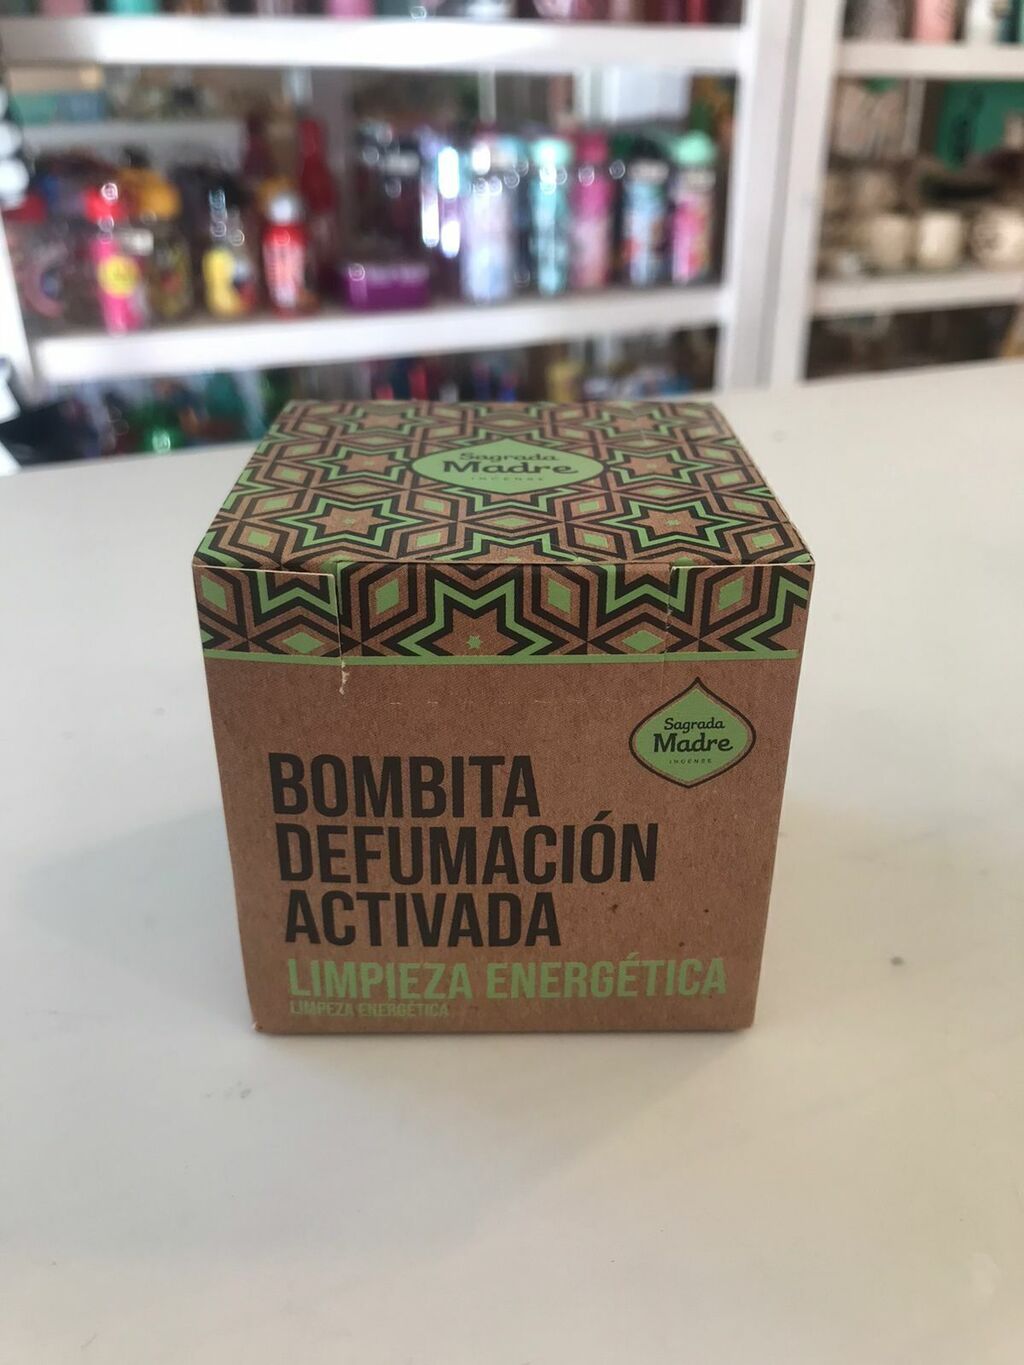 Sagrada
Madre
INCENSE
Sagrada
Madre
INCENSE
BOMBITA
DEFUMACIÓN
ACTIVADA
LIMPIEZA ENERGÉTICA
LIMPEZA ENERGÉTICA